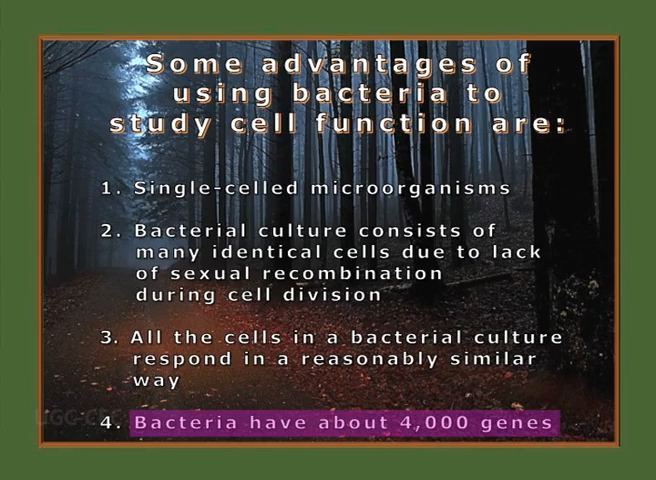 Some advantages of
using bacteria to
study cell function are:
1. Single-celled microorganisms
2. Bacterial culture consists of
many identical cells due to lack
of sexual recombination
during cell division
3. All the cells in a bacterial culture
respond in a reasonably similar
way
4. Bacteria have about 4,000 genes